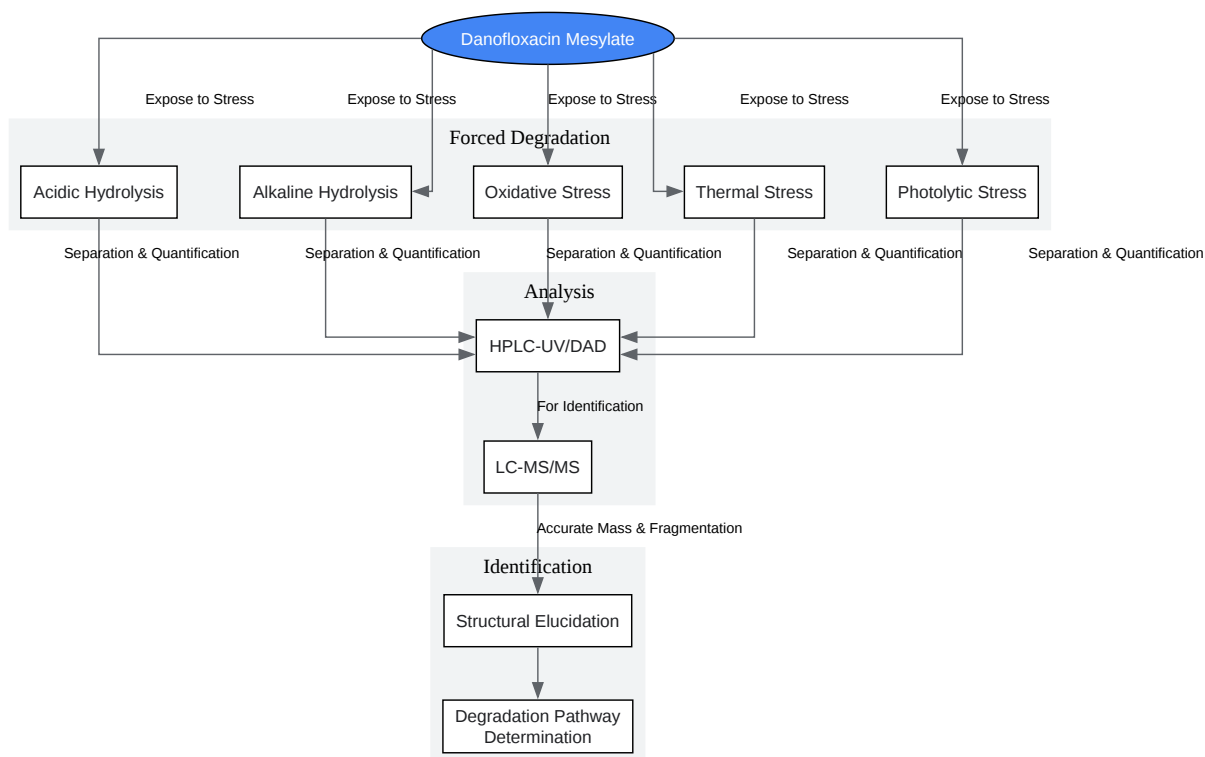 Danofloxacin Mesylate
Expose to Stress
Expose to Stress
Expose to Stress
Expose to Stress
Expose to Stress
Forced Degradation
Acidic Hydrolysis
Alkaline Hydrolysis
Oxidative Stress
Thermal Stress
Photolytic Stress
Separation & Quantification
Separation & Quantification
Separation & Quantification
Separation & Quantification
Separation & Quantification
Analysis
HPLC-UV/DAD
For Identification
LC-MS/MS
Accurate Mass & Fragmentation
Identification
Structural Elucidation
Degradation Pathway
Determination